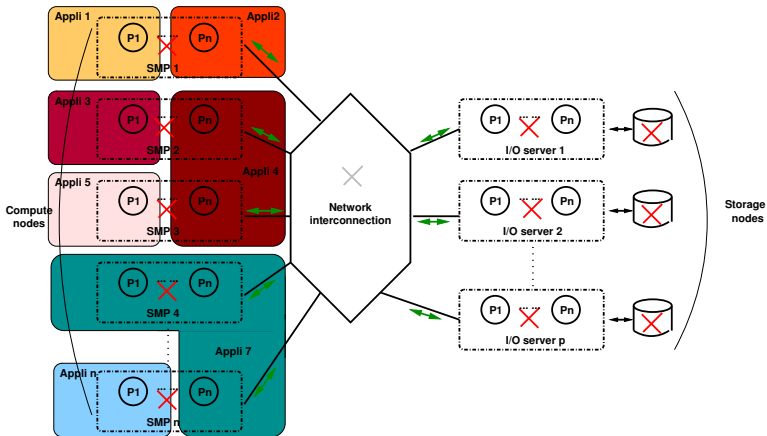 Appli 1
Appli2
P1
Pn
SMP 1
Appli 3
P1
Pn
SMP 2
Appli 4
Appli 5
P1
Pn
SMP 3
Compute
nodes
P1
Pn
SMP 4
Appli 7
Appli n
P1
Pn
SMP n
Network
interconnection
P1
Pn
I/O server 1
P1
Pn
I/O server 2
P1
Pn
I/O server p
Storage
nodes